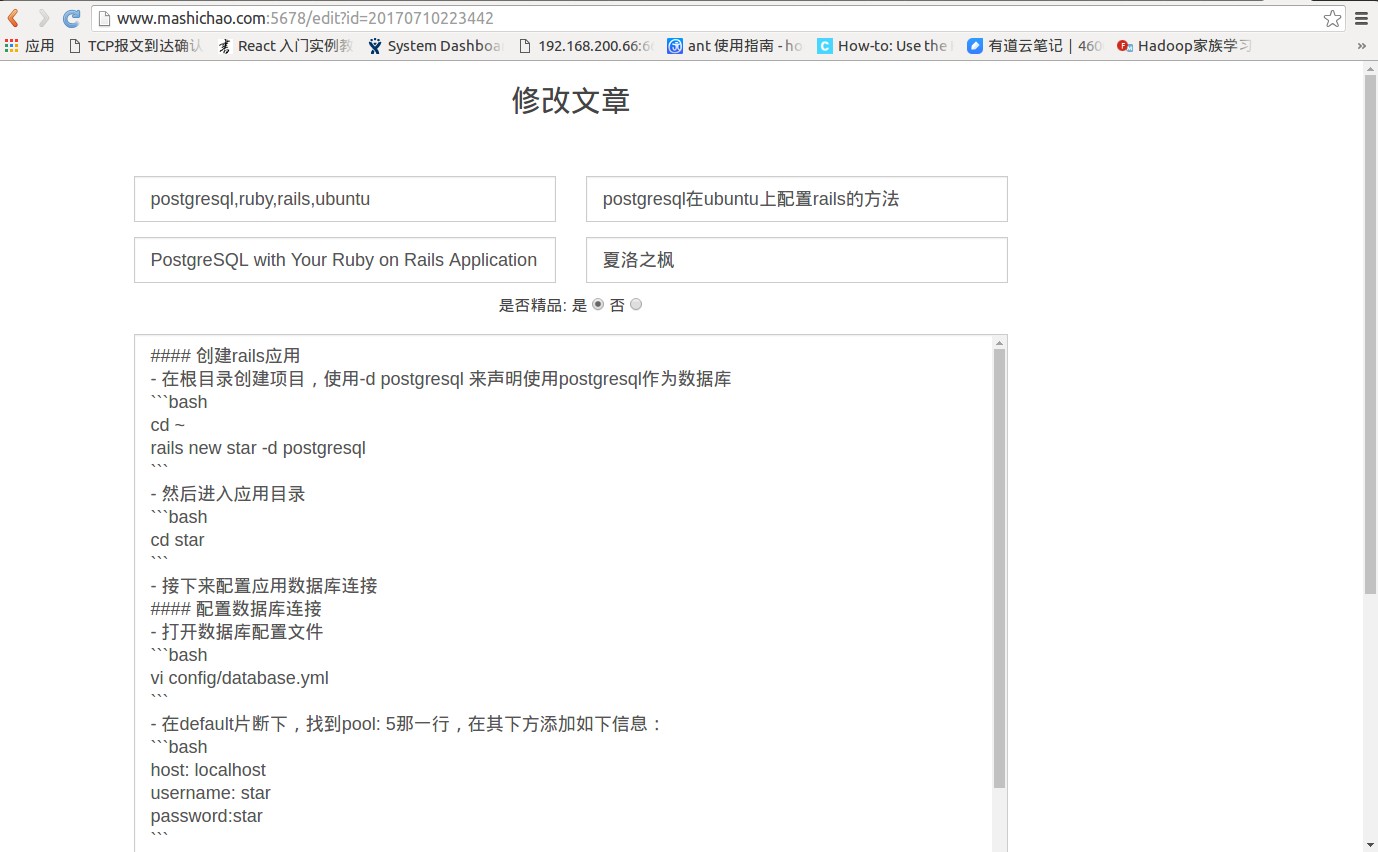 www.mashichao.com:5678/edit?id=20170710223442
应用 TCP报文到达确认 React 入门实例教 System Dashboa 192.168.200.66:6 ant 使用指南 - ho How-to: Use the 有道云笔记 | 460 Hadoop家族学习 »
修改文章
postgresql,ruby,rails,ubuntu postgresql在ubuntu上配置rails的方法
PostgreSQL with Your Ruby on Rails Application 夏洛之枫
是否精品: 是 否
#### 创建rails应用
- 在根目录创建项目，使用-d postgresql 来声明使用postgresql作为数据库
```bash
cd ~
rails new star -d postgresql
```
- 然后进入应用目录
```bash
cd star
```
- 接下来配置应用数据库连接
#### 配置数据库连接
- 打开数据库配置文件
```bash
vi config/database.yml
```
- 在default片断下，找到pool: 5那一行，在其下方添加如下信息：
```bash
host: localhost
username: star
password:star
```